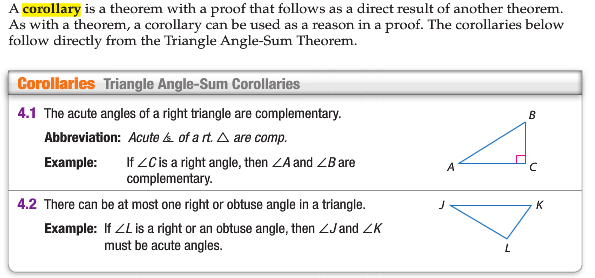 A corollary is a theorem with a proof that follows as a direct result of another theorem.
As with a theorem, a corollary can be used as a reason in a proof. The corollaries below
follow directly from the Triangle Angle-Sum Theorem.
Corollaries Triangle Angle-Sum Corollaries
4.1 The acute angles of a right triangle are complementary.
Abbreviation: Acute ∡ of a rt. △ are comp.
Example: If ∠C is a right angle, then ∠A and ∠B are
complementary.
B
A
C
4.2 There can be at most one right or obtuse angle in a triangle.
Example: If ∠L is a right or an obtuse angle, then ∠J and ∠K
must be acute angles.
J
K
L